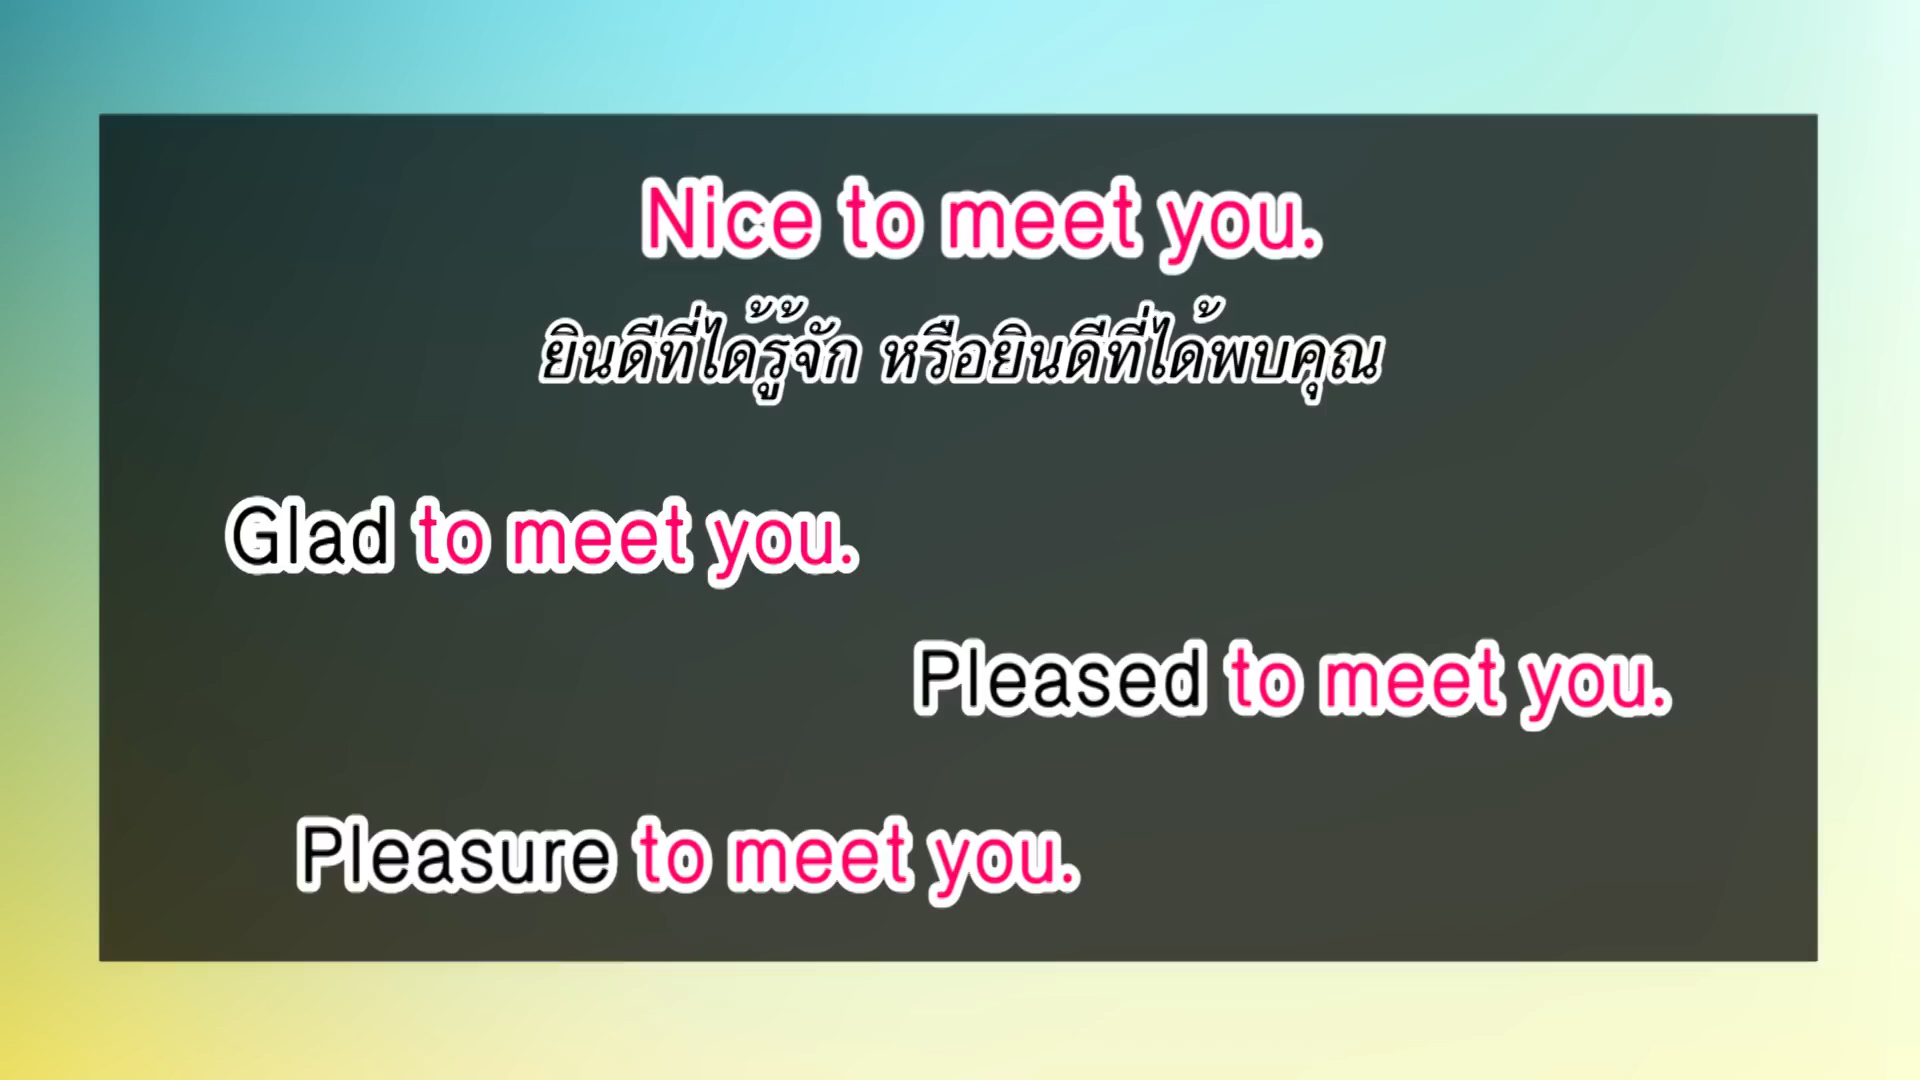 Nice to meet you.
ยินดีที่ได้รู้จัก หรือยินดีที่ได้พบคุณ
Glad to meet you.
Pleased to meet you.
Pleasure to meet you.